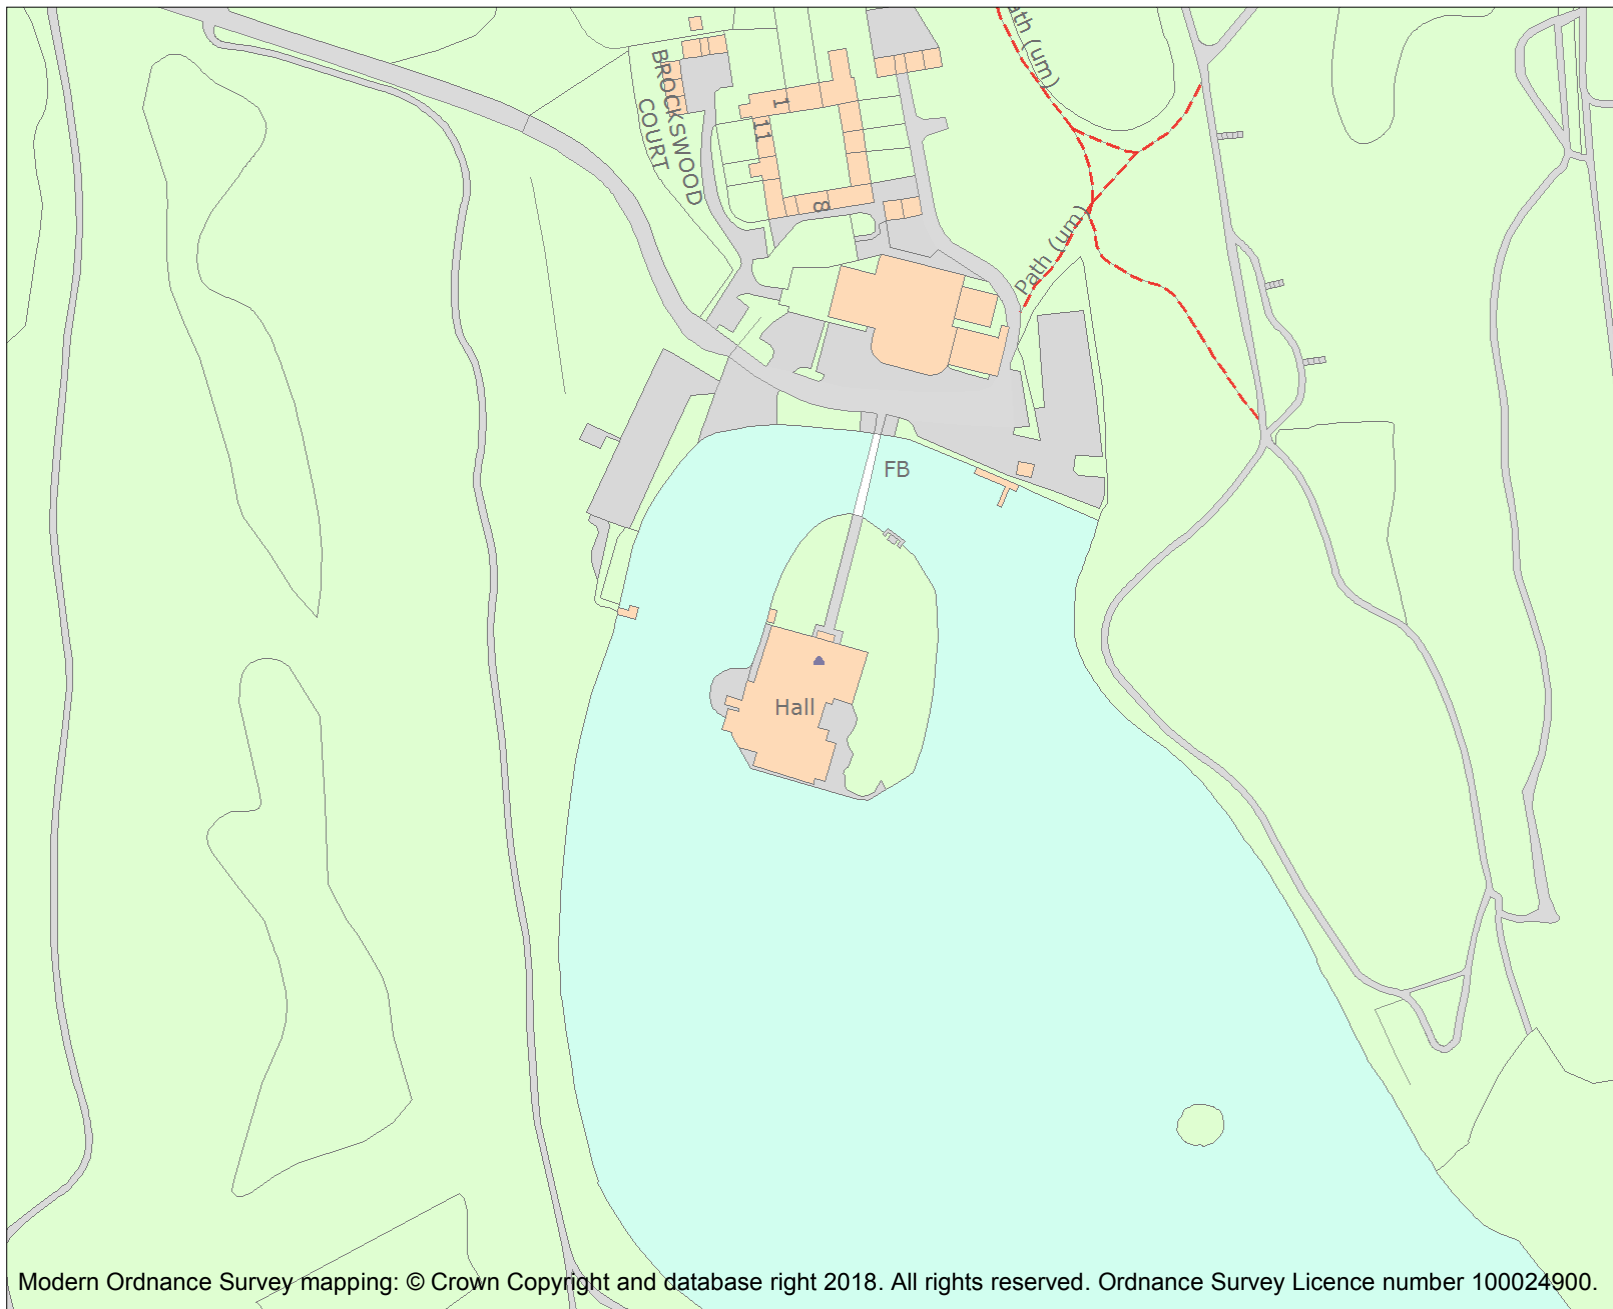 ath (um)
BROCKSWOOD
COURT
1
11
8
Path (um)
FB
Hall
Modern Ordnance Survey mapping: © Crown Copyright and database right 2018. All rights reserved. Ordnance Survey Licence number 100024900.